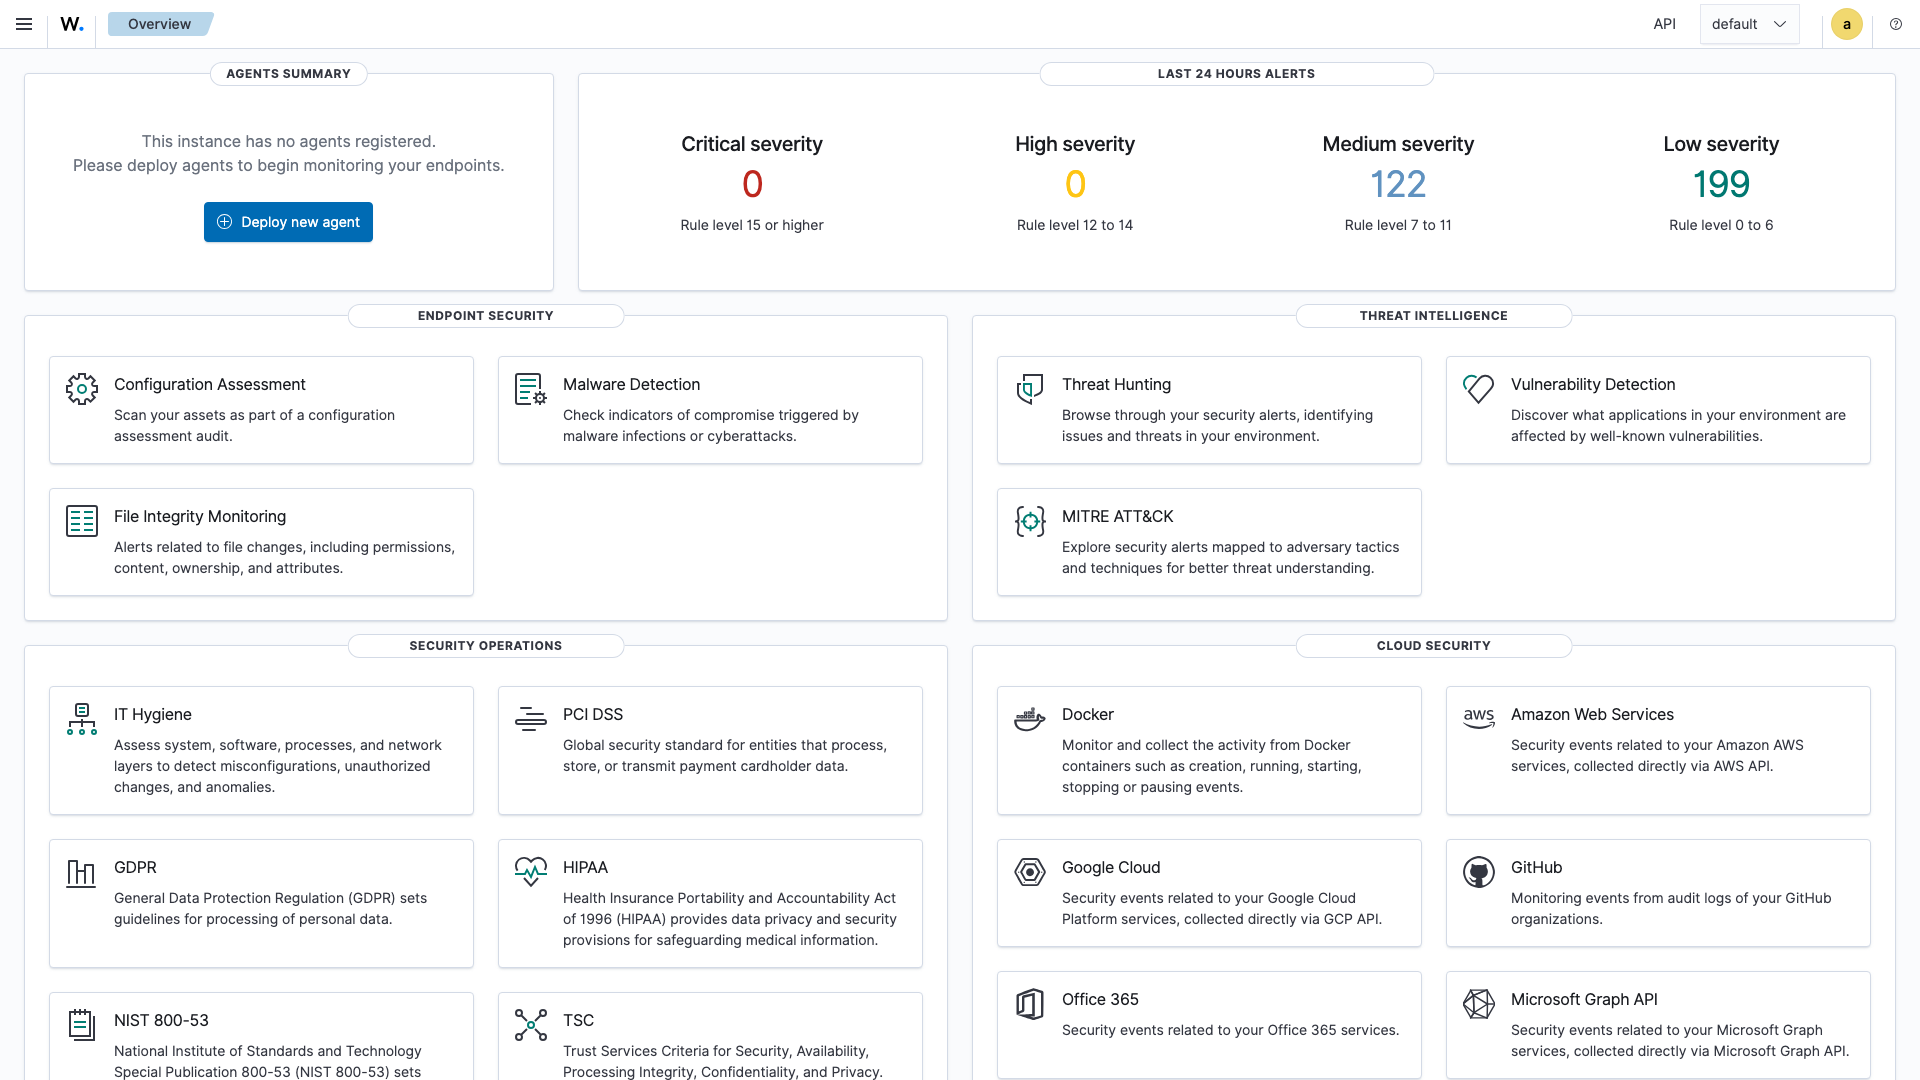 W.
Overview
API
default
a
AGENTS SUMMARY
This instance has no agents registered.
Please deploy agents to begin monitoring your endpoints.
Deploy new agent
LAST 24 HOURS ALERTS
Critical severity
0
Rule level 15 or higher
High severity
0
Rule level 12 to 14
Medium severity
122
Rule level 7 to 11
Low severity
199
Rule level 0 to 6
ENDPOINT SECURITY
Configuration Assessment
Scan your assets as part of a configuration
assessment audit.
Malware Detection
Check indicators of compromise triggered by
malware infections or cyberattacks.
File Integrity Monitoring
Alerts related to file changes, including permissions,
content, ownership, and attributes.
THREAT INTELLIGENCE
Threat Hunting
Browse through your security alerts, identifying
issues and threats in your environment.
Vulnerability Detection
Discover what applications in your environment are
affected by well-known vulnerabilities.
MITRE ATT&CK
Explore security alerts mapped to adversary tactics
and techniques for better threat understanding.
SECURITY OPERATIONS
IT Hygiene
Assess system, software, processes, and network
layers to detect misconfigurations, unauthorized
changes, and anomalies.
PCI DSS
Global security standard for entities that process,
store, or transmit payment cardholder data.
GDPR
General Data Protection Regulation (GDPR) sets
guidelines for processing of personal data.
HIPAA
Health Insurance Portability and Accountability Act
of 1996 (HIPAA) provides data privacy and security
provisions for safeguarding medical information.
NIST 800-53
National Institute of Standards and Technology
Special Publication 800-53 (NIST 800-53) sets
TSC
Trust Services Criteria for Security, Availability,
Processing Integrity, Confidentiality, and Privacy.
CLOUD SECURITY
Docker
Monitor and collect the activity from Docker
containers such as creation, running, starting,
stopping or pausing events.
aws
Amazon Web Services
Security events related to your Amazon AWS
services, collected directly via AWS API.
Google Cloud
Security events related to your Google Cloud
Platform services, collected directly via GCP API.
GitHub
Monitoring events from audit logs of your GitHub
organizations.
Office 365
Security events related to your Office 365 services.
Microsoft Graph API
Security events related to your Microsoft Graph
services, collected directly via Microsoft Graph API.